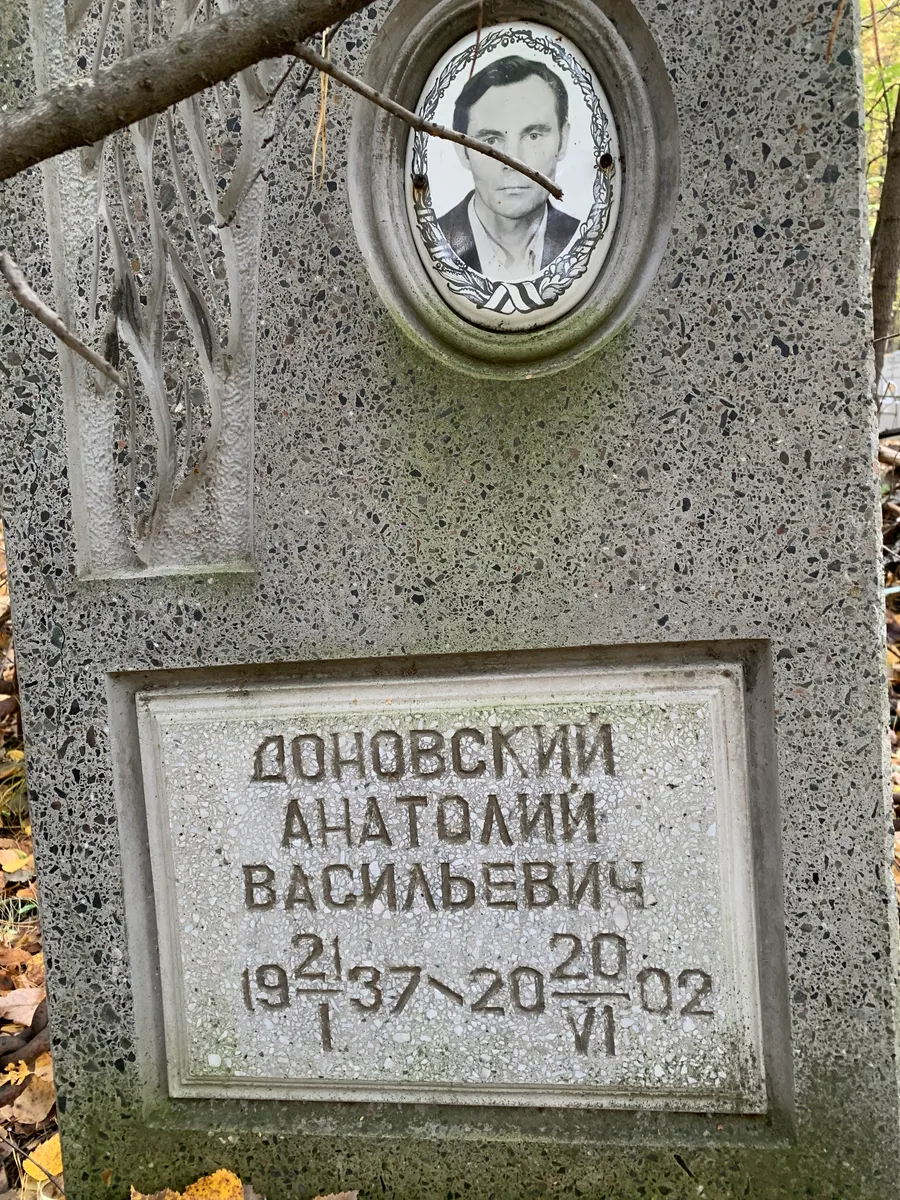 ДОНОВСКИЙ
АНАТОЛИЙ
ВАСИЛЬЕВИЧ
19 21/I 37 - 20 20/VI 02